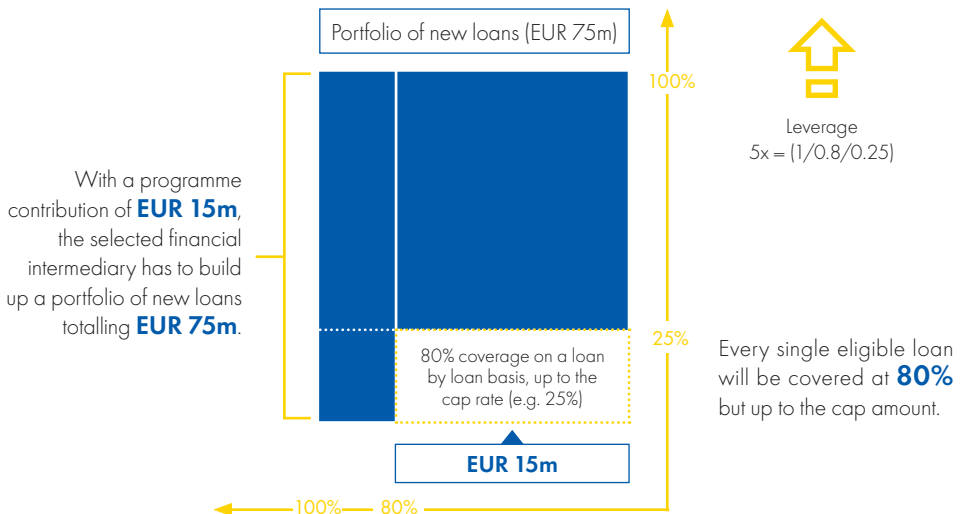 Portfolio of new loans (EUR 75m)
100%
Leverage
5x = (1/0.8/0.25)
With a programme
contribution of EUR 15m,
the selected financial
intermediary has to build
up a portfolio of new loans
totalling EUR 75m.
25%
80% coverage on a loan
by loan basis, up to the
cap rate (e.g. 25%)
Every single eligible loan
will be covered at 80%
but up to the cap amount.
EUR 15m
100%
80%